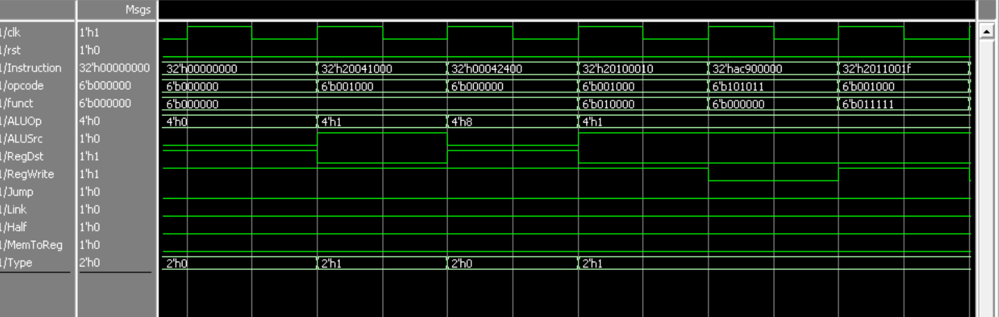 Msgs
1/clk 1'h1
1/rst 1'h0
1/Instruction 32'h00000000 32'h00000000 32'h20041000 32'h00042400 32'h20100010 32'hac900000 32'h2011001f
1/opcode 6'b000000 6'b000000 6'b001000 6'b000000 6'b001000 6'b101011 6'b001000
1/funct 6'b000000 6'b000000 6'b010000 6'b000000 6'b011111
1/ALUOp 4'h0 4'h0 4'h1 4'h8 4'h1
1/ALUSrc 1'h0
1/RegDst 1'h1
1/RegWrite 1'h1
1/Jump 1'h0
1/Link 1'h0
1/Half 1'h0
1/MemToReg 1'h0
1/Type 2'h0 2'h0 2'h1 2'h0 2'h1